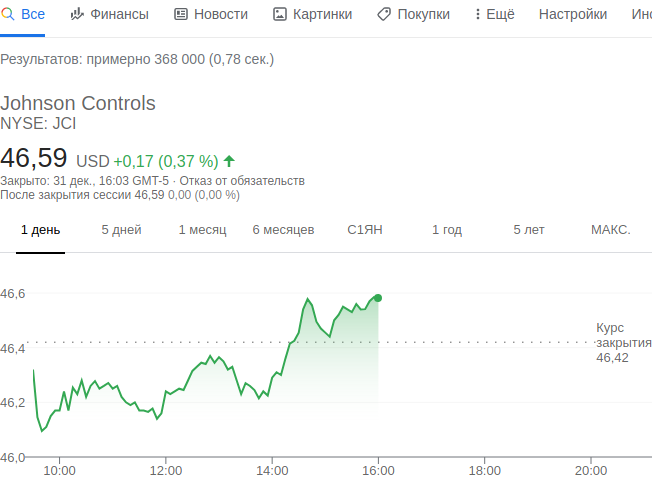 Все Финансы Новости Картинки Покупки Ещё Настройки Инс
Результатов: примерно 368 000 (0,78 сек.)
Johnson Controls
NYSE: JCI
46,59 USD +0,17 (0,37 %)
Закрыто: 31 дек., 16:03 GMT-5 · Отказ от обязательств
После закрытия сессии 46,59 0,00 (0,00 %)
1 день 5 дней 1 месяц 6 месяцев С1ЯН 1 год 5 лет МАКС.
46,6
Курс
46,4 закрытия
46,42
46,2
46,0
10:00 12:00 14:00 16:00 18:00 20:00